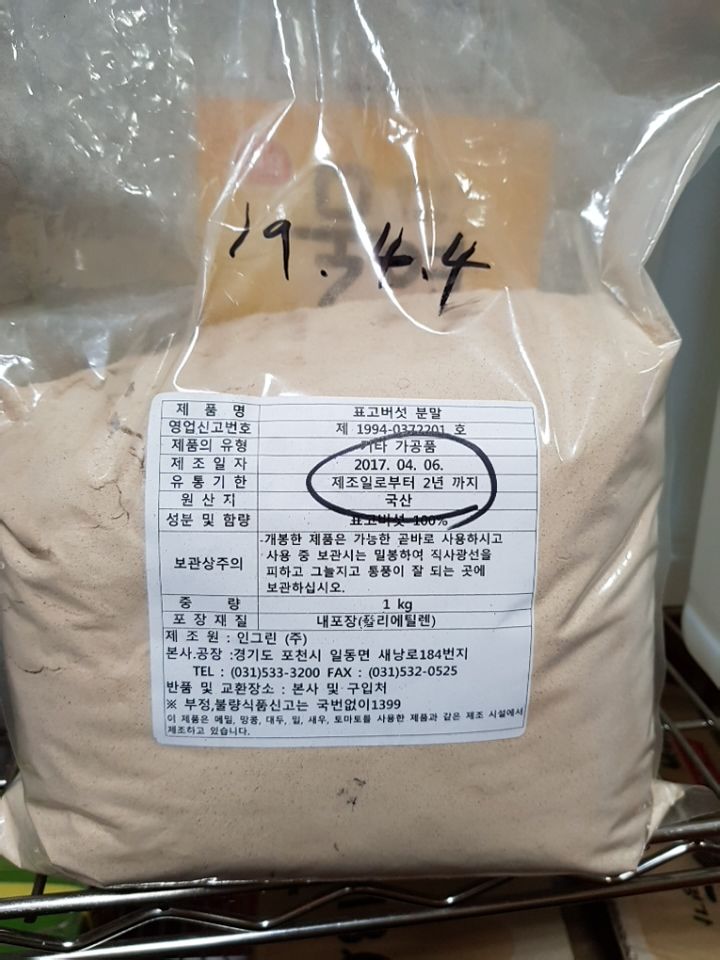 19.4.4
제 품 명 표고버섯 분말
영업신고번호 제 1994-0372201 호
제품의 유형 기타 가공품
제 조 일 자 2017. 04. 06.
유 통 기 한 제조일로부터 2년 까지
원 산 지 국산
성분 및 함량 표고버섯 100%
보관상주의 -개봉한 제품은 가능한 곧바로 사용하시고
사용 중 보관시는 밀봉하여 직사광선을
피하고 그늘지고 통풍이 잘 되는 곳에
보관하십시오.
중 량 1 kg
포 장 재 질 내포장(폴리에틸렌)
제 조 원 : 인그린 (주)
본사.공장 :경기도 포천시 일동면 새낭로184번지
TEL : (031)533-3200 FAX : (031)532-0525
반품 및 교환장소 : 본사 및 구입처
※ 부정,불량식품신고는 국번없이1399
이 제품은 메밀, 땅콩, 대두, 밀, 새우, 토마토를 사용한 제품과 같은 제조 시설에서
제조하고 있습니다.